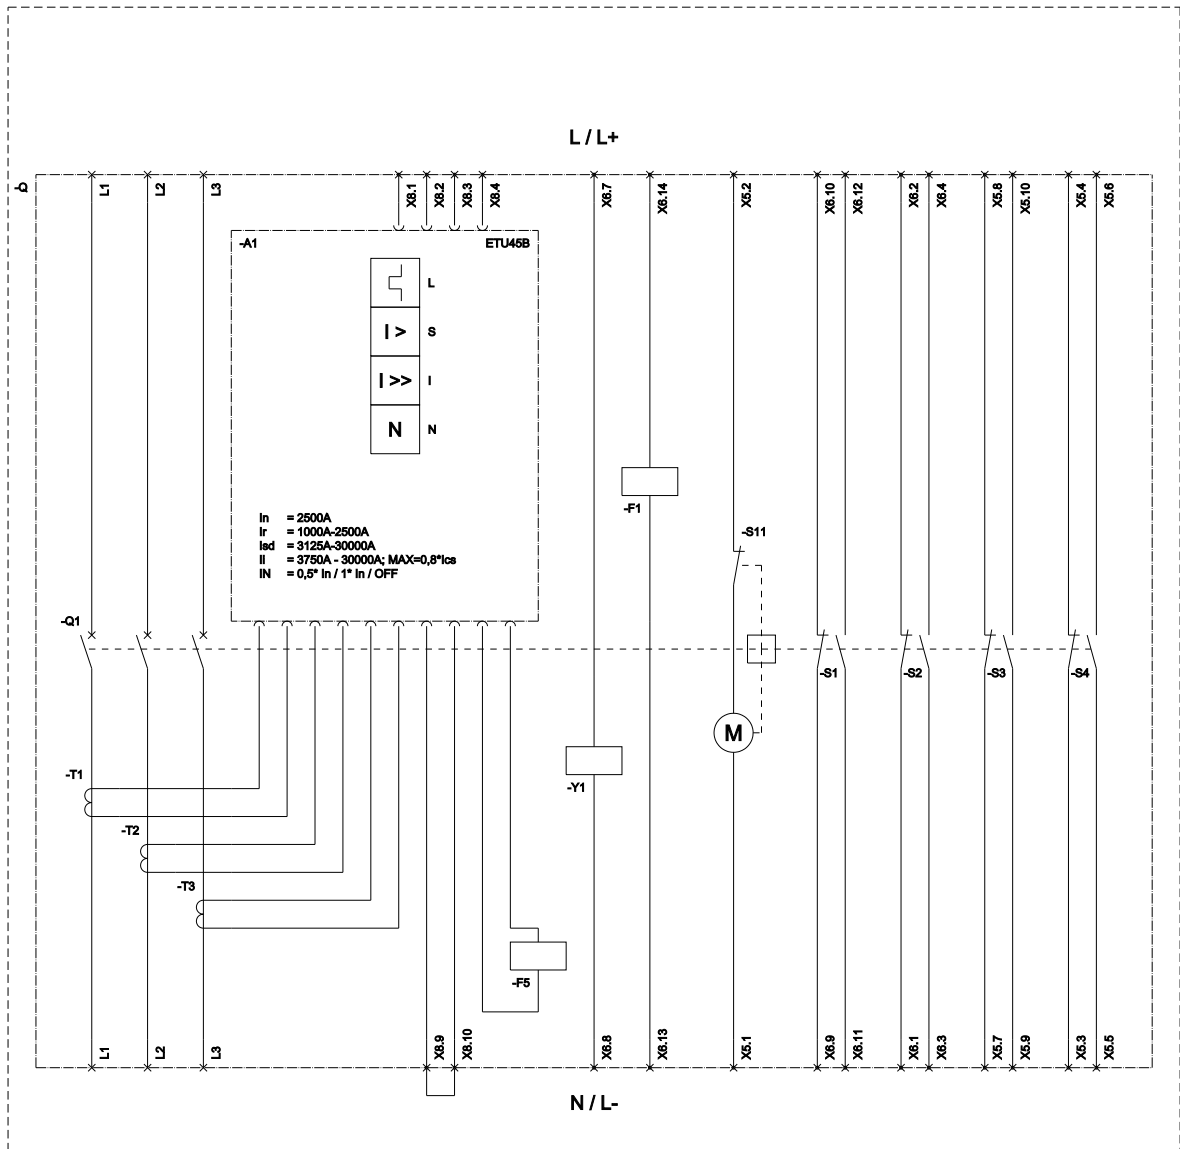 L / L+
-Q
L1
L2
L3
X8.1
X8.2
X8.3
X8.4
X6.7
X6.14
X5.2
X6.10
X6.12
X6.2
X6.4
X5.8
X5.10
X5.4
X5.6
-A1
ETU45B
L
I >
S
I >>
I
N
N
In = 2500A
Ir = 1000A-2500A
Isd = 3125A-30000A
Ii = 3750A - 30000A; MAX=0,8*Ics
IN = 0,5* In / 1* In / OFF
-F1
-S11
-Q1
-S1
-S2
-S3
-S4
M
-T1
-Y1
-T2
-T3
-F5
L1
L2
L3
X8.9
X8.10
X6.8
X6.13
X5.1
X6.9
X6.11
X6.1
X6.3
X5.7
X5.9
X5.3
X5.5
N / L-